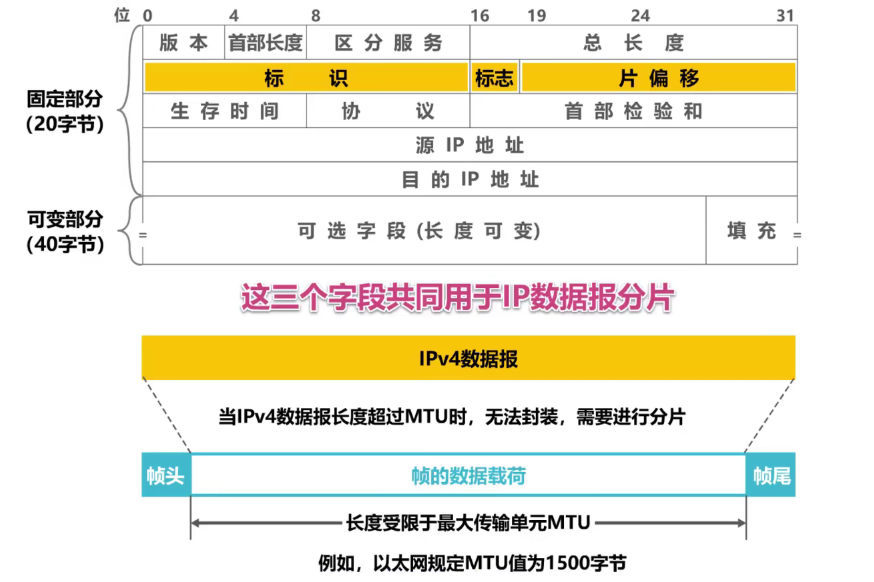 位 0 4 8 16 19 24 31
版 本 首部长度 区 分 服 务 总 长 度
标 识 标志 片 偏 移
固定部分
(20字节)
生 存 时 间 协 议 首 部 检 验 和
源 IP 地 址
目 的 IP 地 址
可变部分
(40字节)
= 可 选 字 段 (长 度 可 变) 填 充 =
这三个字段共同用于IP数据报分片
IPv4数据报
当IPv4数据报长度超过MTU时，无法封装，需要进行分片
帧头 帧的数据载荷 帧尾
长度受限于最大传输单元MTU
例如，以太网规定MTU值为1500字节